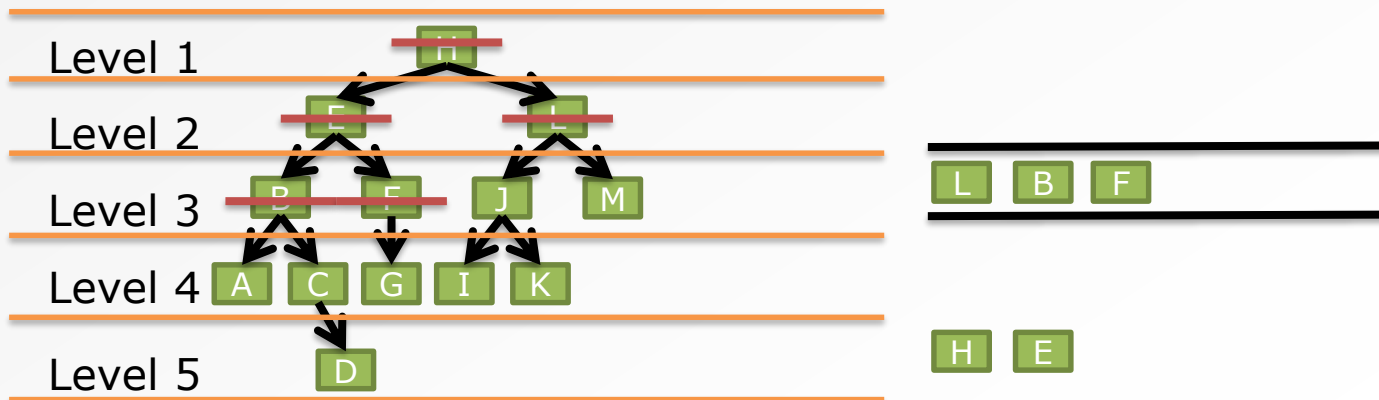 Level 1 H
Level 2 E L
L B F
Level 3 B F J M
Level 4 A C G I K
H E
Level 5 D